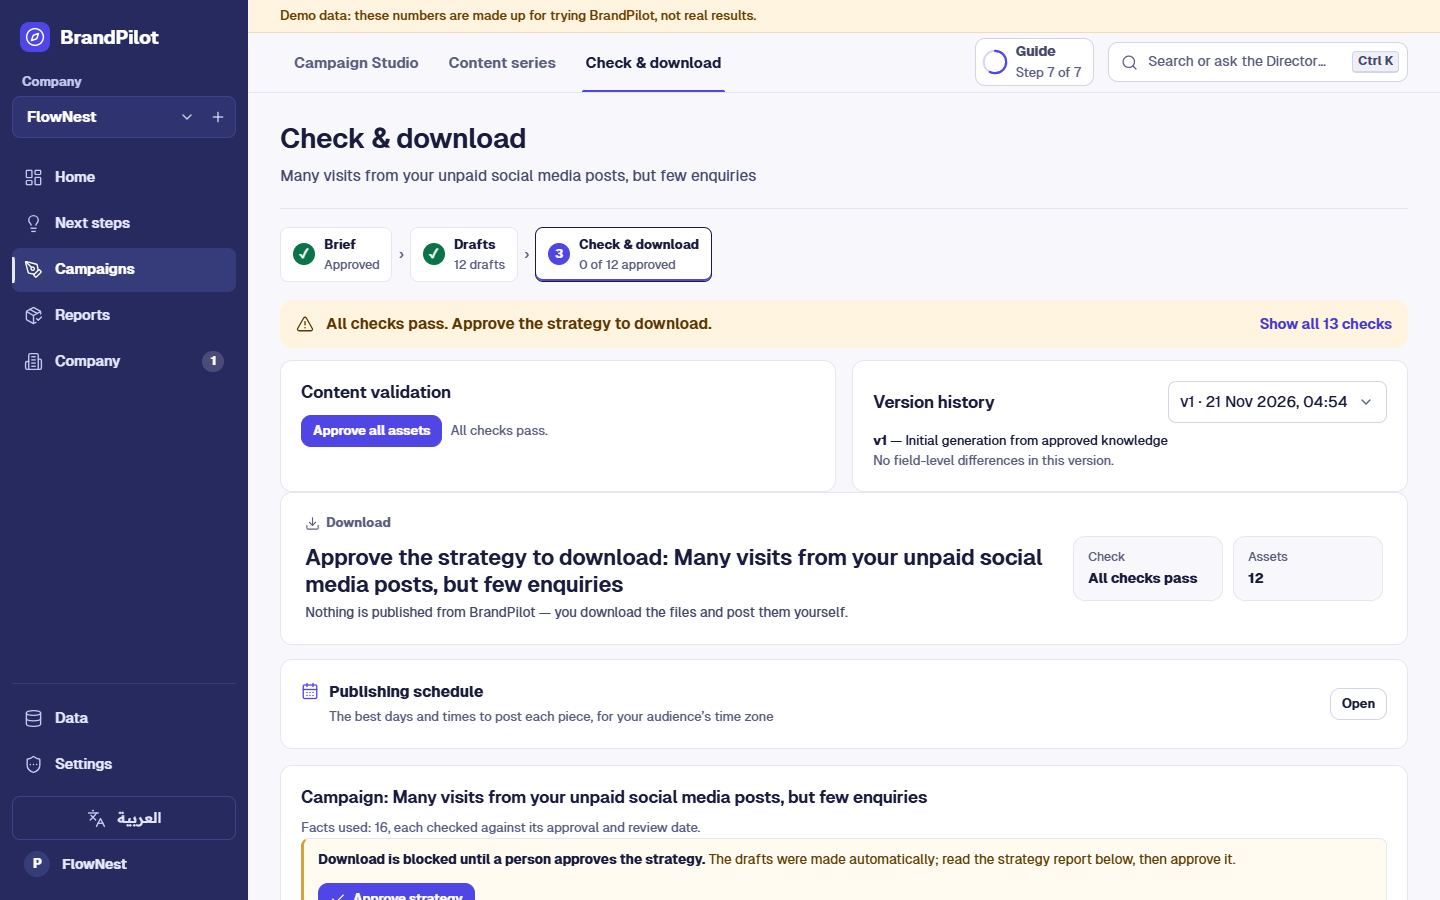 Demo data: these numbers are made up for trying BrandPilot, not real results.
BrandPilot
Company
FlowNest
Home
Next steps
Campaigns
Reports
Company
1
Data
Settings
العربية
P
FlowNest
Campaign Studio
Content series
Check & download
Guide
Step 7 of 7
Search or ask the Director…
Ctrl K
Check & download
Many visits from your unpaid social media posts, but few enquiries
Brief
Approved
›
Drafts
12 drafts
›
3
Check & download
0 of 12 approved
All checks pass. Approve the strategy to download.
Show all 13 checks
Content validation
Approve all assets
All checks pass.
Version history
v1 · 21 Nov 2026, 04:54
v1 — Initial generation from approved knowledge
No field-level differences in this version.
Download
Approve the strategy to download: Many visits from your unpaid social
media posts, but few enquiries
Nothing is published from BrandPilot — you download the files and post them yourself.
Check
All checks pass
Assets
12
Publishing schedule
The best days and times to post each piece, for your audience’s time zone
Open
Campaign: Many visits from your unpaid social media posts, but few enquiries
Facts used: 16, each checked against its approval and review date.
Download is blocked until a person approves the strategy. The drafts were made automatically; read the strategy report below, then approve it.
Approve strategy